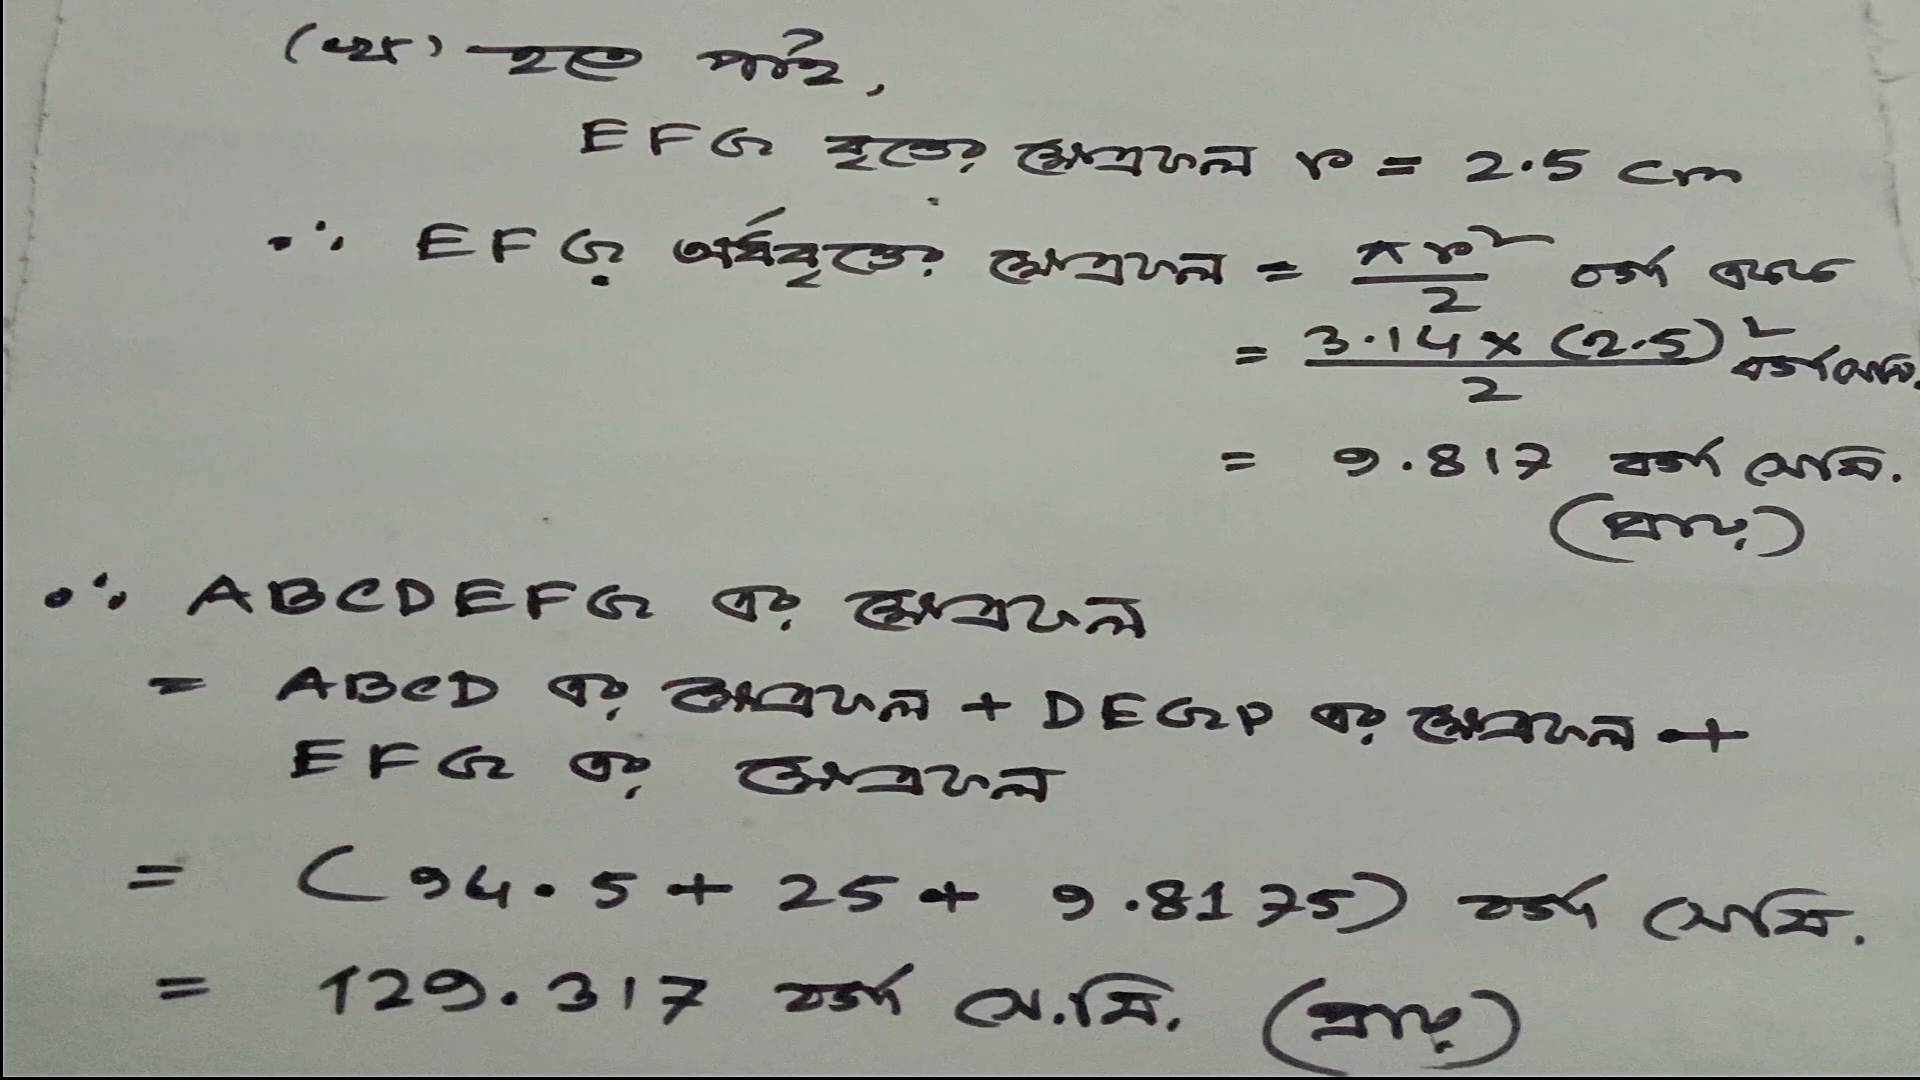 (খ) হতে পাই,
EFG বৃত্তের ক্ষেত্রফল r = 2.5 cm
∴ EFG অর্ধবৃত্তের ক্ষেত্রফল = πr²/2 বর্গ একক
= 3.14 × (2.5)²/2 বর্গ সেমি.
= 9.817 বর্গ সেমি.
(প্রায়)
∴ ABCDEFG এর ক্ষেত্রফল
= ABCD এর ক্ষেত্রফল + DEGP এর ক্ষেত্রফল +
EFG এর ক্ষেত্রফল
= (94.5 + 25 + 9.8175) বর্গ সেমি.
= 129.317 বর্গ সে.মি. (প্রায়)